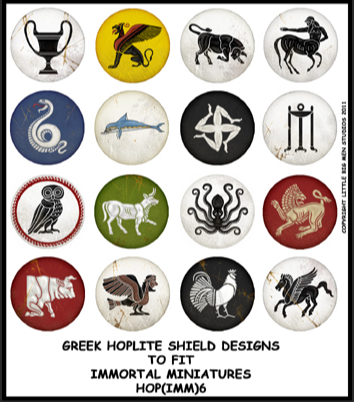 COPYRIGHT LITTLE BIG MEN STUDIOS 2011
GREEK HOPLITE SHIELD DESIGNS
TO FIT
IMMORTAL MINIATURES
HOP(IMM)6